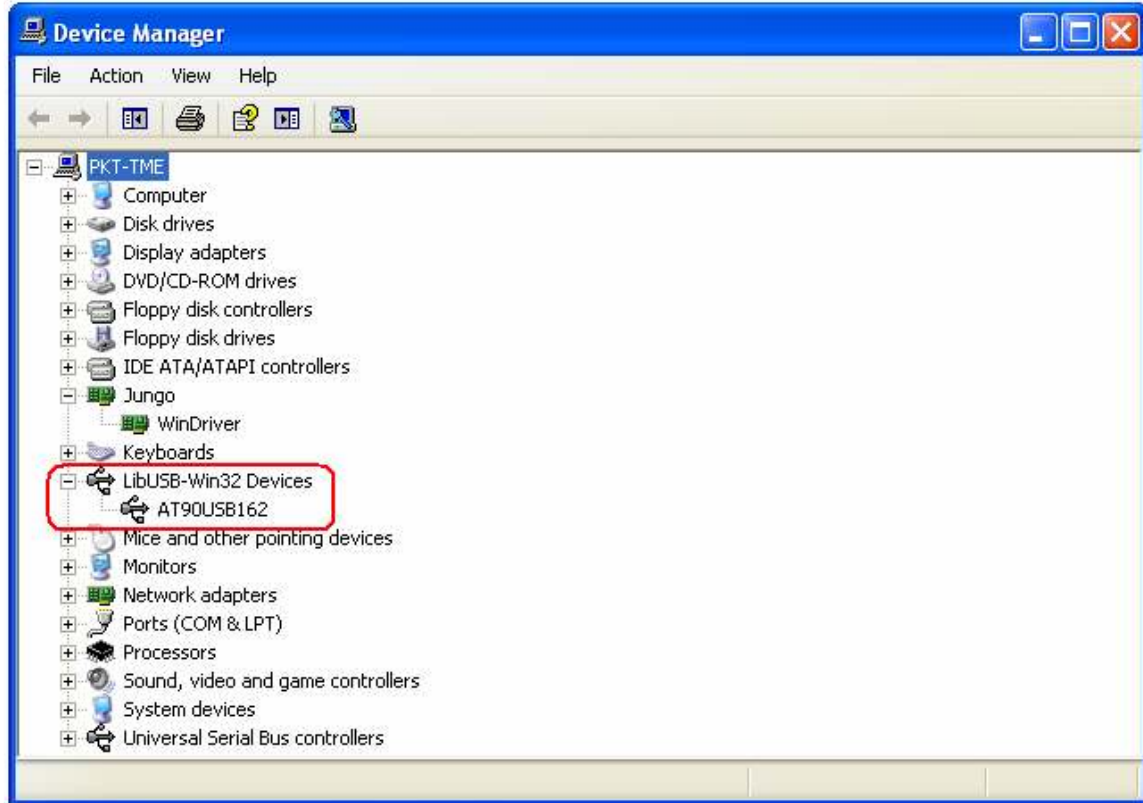 Device Manager
File Action View Help
PKT-TME
Computer
Disk drives
Display adapters
DVD/CD-ROM drives
Floppy disk controllers
Floppy disk drives
IDE ATA/ATAPI controllers
Jungo
WinDriver
Keyboards
LibUSB-Win32 Devices
AT90USB162
Mice and other pointing devices
Monitors
Network adapters
Ports (COM & LPT)
Processors
Sound, video and game controllers
System devices
Universal Serial Bus controllers